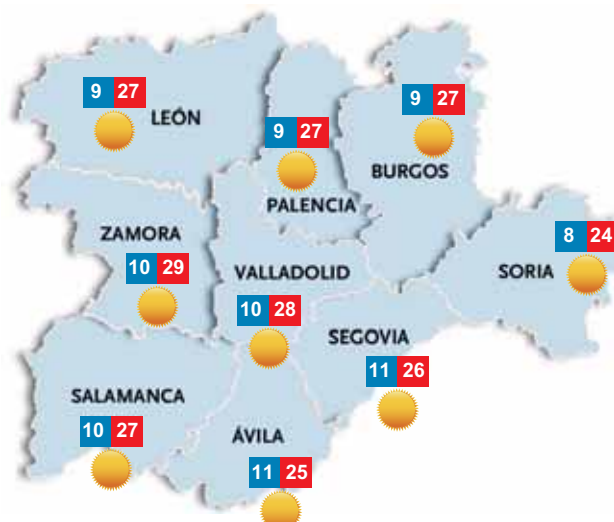 9 27
LEÓN
9 27
PALENCIA
9 27
BURGOS
ZAMORA
10 29
VALLADOLID
10 28
8 24
SORIA
SEGOVIA
11 26
SALAMANCA
10 27
ÁVILA
11 25